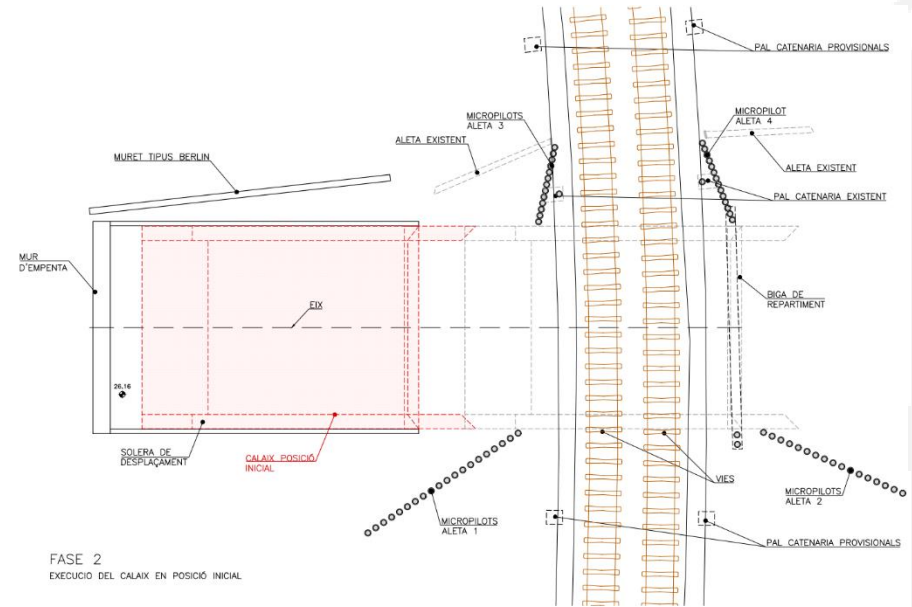 PAL CATENARIA PROVISIONALS
MICROPILOTS
ALETA 3
MICROPILOT
ALETA 4
ALETA EXISTENT
MURET TIPUS BERLIN
ALETA EXISTENT
PAL CATENARIA EXISTENT
MUR
D'EMPENTA
EIX
BIGA DE
REPARTIMENT
26.16
SOLERA DE
DESPLAÇAMENT
CALAIX POSICIÓ
INICIAL
VIES
MICROPILOTS
ALETA 2
MICROPILOTS
ALETA 1
PAL CATENARIA PROVISIONALS
FASE 2
EXECUCIO DEL CALAIX EN POSICIÓ INICIAL